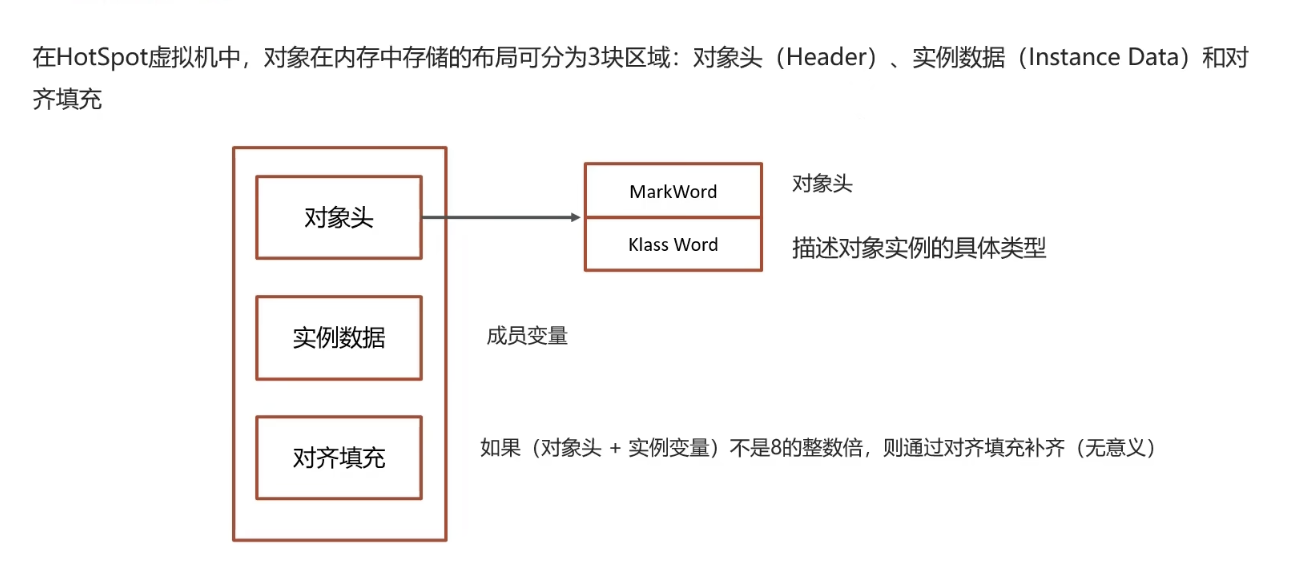 在HotSpot虚拟机中，对象在内存中存储的布局可分为3块区域：对象头（Header）、实例数据（Instance Data）和对
齐填充
对象头
MarkWord
对象头
Klass Word
描述对象实例的具体类型
实例数据
成员变量
对齐填充
如果（对象头 + 实例变量）不是8的整数倍，则通过对齐填充补齐（无意义）